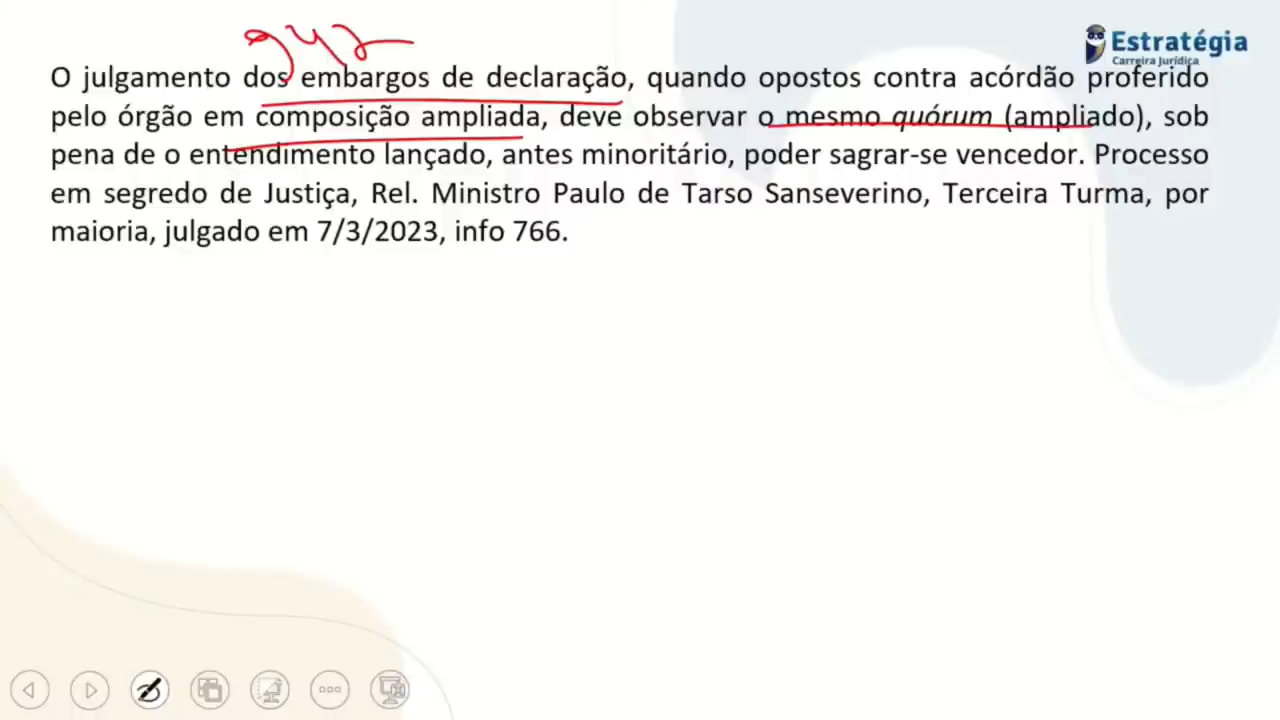 942
Estratégia
Carreira Jurídica
O julgamento dos embargos de declaração, quando opostos contra acórdão proferido
pelo órgão em composição ampliada, deve observar o mesmo quórum (ampliado), sob
pena de o entendimento lançado, antes minoritário, poder sagrar-se vencedor. Processo
em segredo de Justiça, Rel. Ministro Paulo de Tarso Sanseverino, Terceira Turma, por
maioria, julgado em 7/3/2023, info 766.